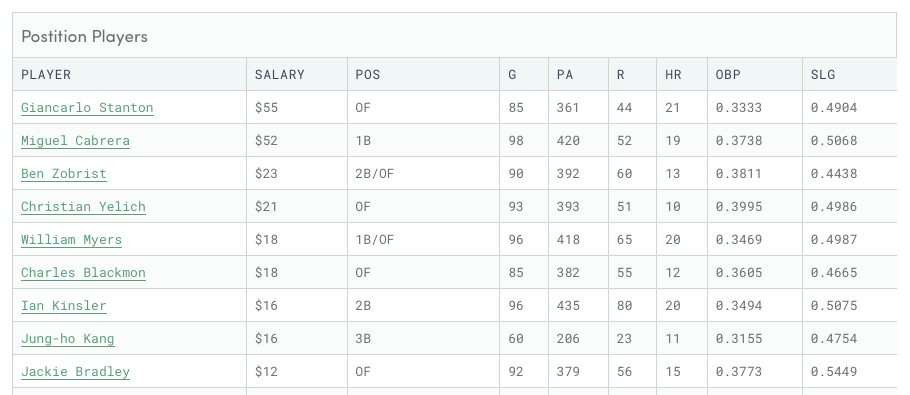 Postition Players
PLAYER SALARY POS G PA R HR OBP SLG
Giancarlo Stanton $55 OF 85 361 44 21 0.3333 0.4904
Miguel Cabrera $52 1B 98 420 52 19 0.3738 0.5068
Ben Zobrist $23 2B/OF 90 392 60 13 0.3811 0.4438
Christian Yelich $21 OF 93 393 51 10 0.3995 0.4986
William Myers $18 1B/OF 96 418 65 20 0.3469 0.4987
Charles Blackmon $18 OF 85 382 55 12 0.3605 0.4665
Ian Kinsler $16 2B 96 435 80 20 0.3494 0.5075
Jung-ho Kang $16 3B 60 206 23 11 0.3155 0.4754
Jackie Bradley $12 OF 92 379 56 15 0.3773 0.5449